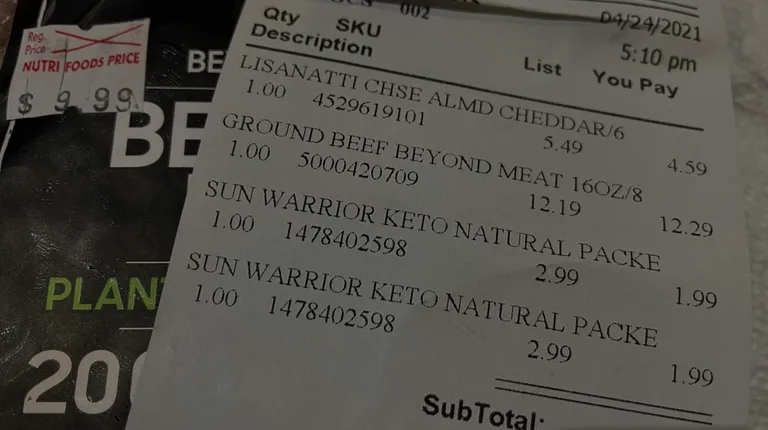 002
04/24/2021
5:10 pm
Qty SKU
Description
List You Pay
LISANATTI CHSE ALMD CHEDDAR/6
1.00 4529619101 5.49 4.59
GROUND BEEF BEYOND MEAT 16OZ/8
1.00 5000420709 12.19 12.29
SUN WARRIOR KETO NATURAL PACKE
1.00 1478402598 2.99 1.99
SUN WARRIOR KETO NATURAL PACKE
1.00 1478402598 2.99 1.99
SubTotal:
Reg.
Price
NUTRI FOODS PRICE
$ 9.99
BE
BE
PLAN
20